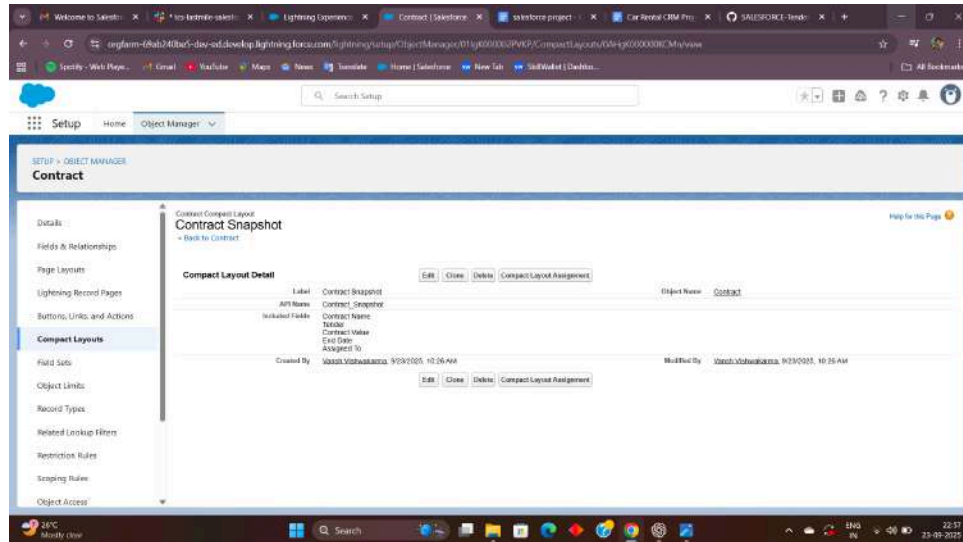 Welcome to Salesfo
tcs-lastmile-salesfo
Lightning Experience
Contract | Salesforce
salesforce project -
Car Rental CRM Proj
SALESFORCE-Tender
Spotify - Web Playe...
Gmail
YouTube
Maps
News
Translate
Home | Salesforce
New Tab
SkillWallet | Dashbo...
All Bookmarks
Search Setup
Setup
Home
Object Manager
SETUP > OBJECT MANAGER
Contract
Details
Fields & Relationships
Page Layouts
Lightning Record Pages
Buttons, Links, and Actions
Compact Layouts
Field Sets
Object Limits
Record Types
Related Lookup Filters
Restriction Rules
Scoping Rules
Object Access
Contract Compact Layout
Contract Snapshot
« Back to Contract
Help for this Page
Compact Layout Detail
Edit Clone Delete Compact Layout Assignment
Label Contract Snapshot
Object Name Contract
API Name Contract_Snapshot
Included Fields Contract Name
Tender
Contract Value
End Date
Assigned To
Created By Vansh Vishwakarma, 9/23/2025, 10:26 AM
Modified By Vansh Vishwakarma, 9/23/2025, 10:26 AM
Edit Clone Delete Compact Layout Assignment
26°C
Mostly clear
Search
ENG
IN
22:57
23-09-2025